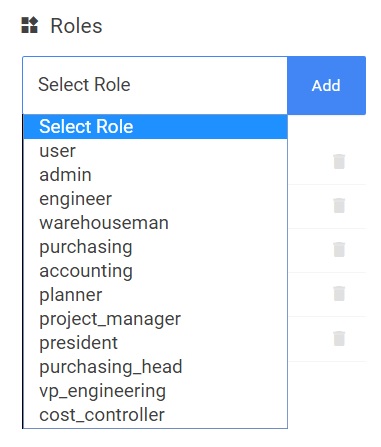 Roles
Select Role
Add
Select Role
user
admin
engineer
warehouseman
purchasing
accounting
planner
project_manager
president
purchasing_head
vp_engineering
cost_controller